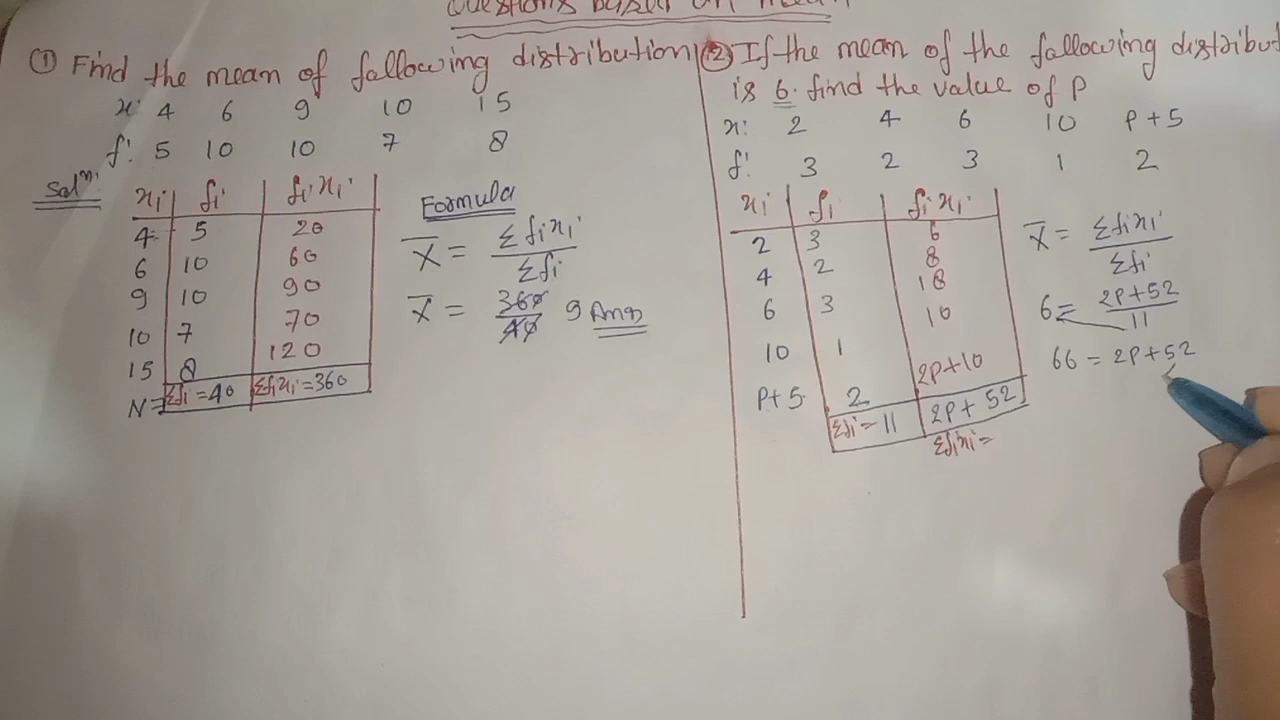 Questions based on mean
① Find the mean of following distribution
x: 4 6 9 10 15
f: 5 10 10 7 8
Solⁿ:
xi fi fixi
4 5 20
6 10 60
9 10 90
10 7 70
15 8 120
N = Σfi = 40 Σfixi = 360
Formula
X̄ = Σfixi / Σfi
X̄ = 360/40 9 Ans
② If the mean of the following distribut
is 6. find the value of P
x: 2 4 6 10 P+5
f: 3 2 3 1 2
xi fi fixi
2 3 6
4 2 8
6 3 18
10 1 10
P+5. 2 2P+10
Σfi = 11 2P+52
Σfixi =
X̄ = Σfixi / Σfi
6 = 2P+52 / 11
66 = 2P+52